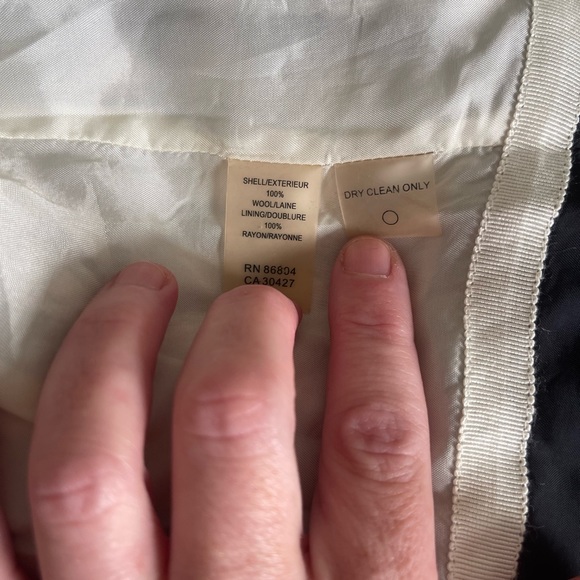 SHELL/EXTERIEUR
100%
WOOL/LAINE
LINING/DOUBLURE
100%
RAYON/RAYONNE
RN 86804
CA 30427
DRY CLEAN ONLY